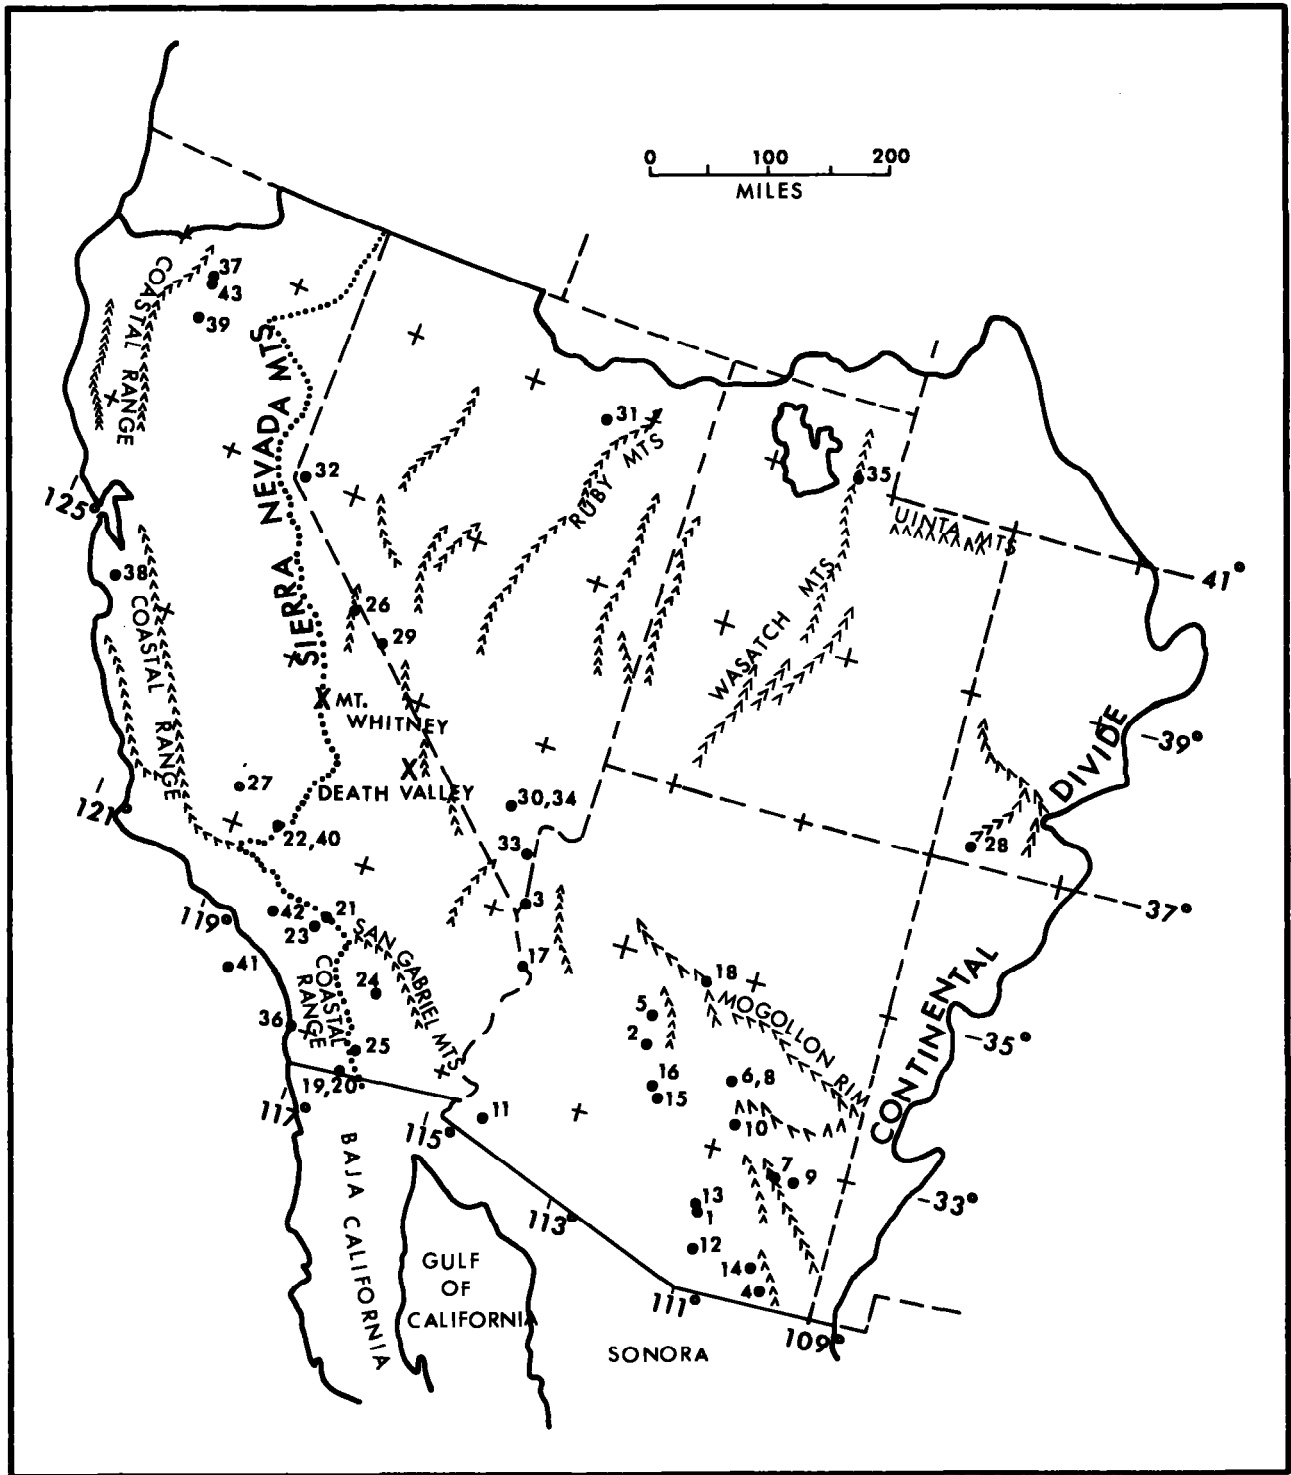 0 100 200
MILES
COASTAL RANGE
37
43
39
SIERRA NEVADA MTS
31
RUBY MTS
32
35
125°
UINTA MTS
41°
38
COASTAL RANGE
26
29
WASATCH MTS
MT.
WHITNEY
39°
DIVIDE
27
DEATH VALLEY
30,34
121°
22,40
33
28
3
37°
119°
42
21
23
SAN GABRIEL MTS
17
41
COASTAL
RANGE
24
18
MOGOLLON RIM
CONTINENTAL
5
36
2
35°
25
16
6,8
19,20
15
117°
11
115°
10
BAJA CALIFORNIA
7
9
13
1
33°
113°
12
GULF
OF
CALIFORNIA
14
4
111°
109°
SONORA